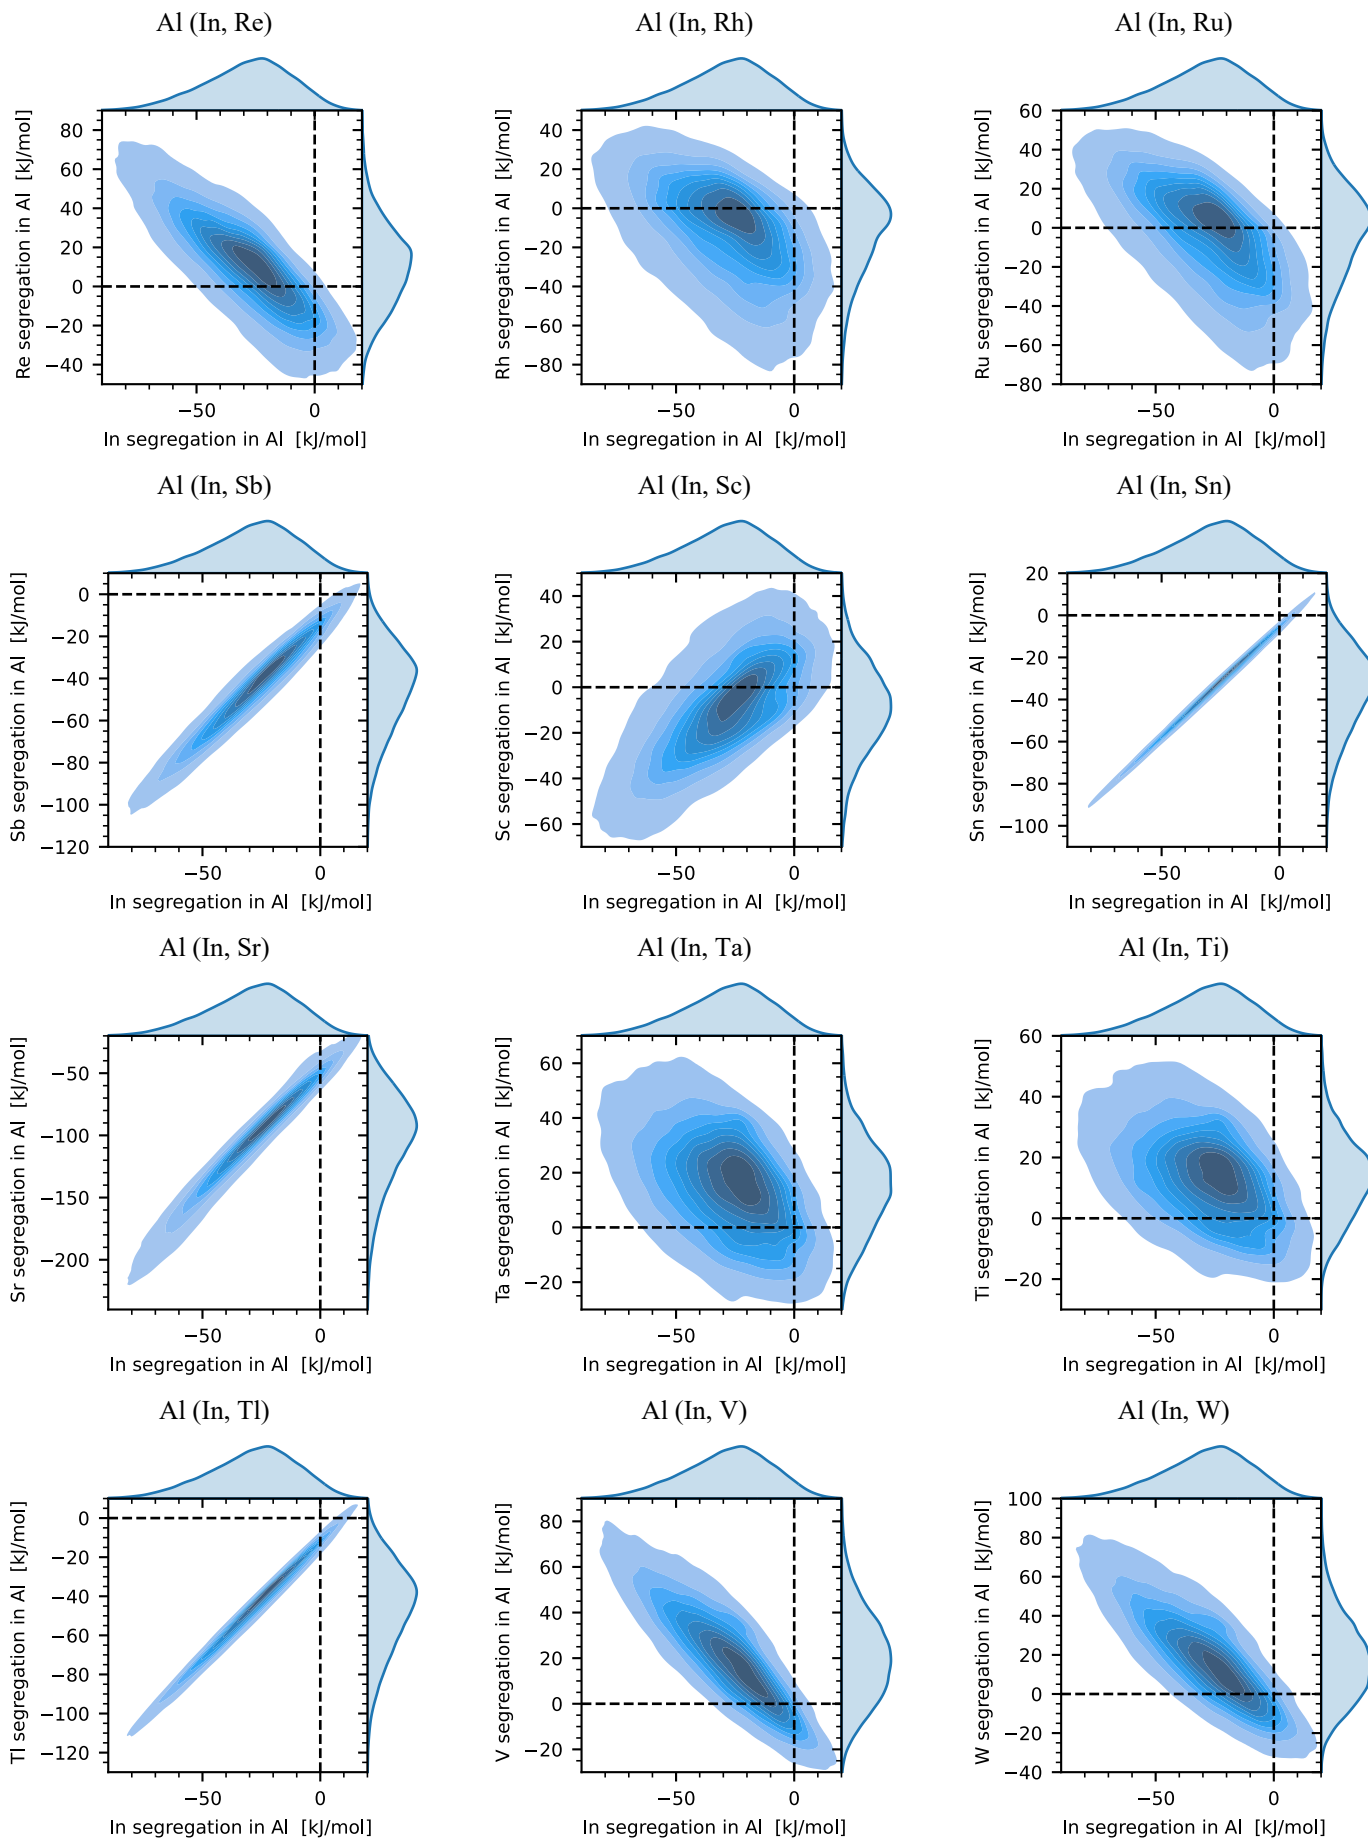 Al (In, Re)
Al (In, Rh)
Al (In, Ru)
80
60
40
20
0
−20
−40
Re segregation in Al [kJ/mol]
−50
0
In segregation in Al [kJ/mol]
40
20
0
−20
−40
−60
−80
Rh segregation in Al [kJ/mol]
−50
0
In segregation in Al [kJ/mol]
60
40
20
0
−20
−40
−60
−80
Ru segregation in Al [kJ/mol]
−50
0
In segregation in Al [kJ/mol]
Al (In, Sb)
Al (In, Sc)
Al (In, Sn)
0
−20
−40
−60
−80
−100
−120
Sb segregation in Al [kJ/mol]
−50
0
In segregation in Al [kJ/mol]
40
20
0
−20
−40
−60
Sc segregation in Al [kJ/mol]
−50
0
In segregation in Al [kJ/mol]
20
0
−20
−40
−60
−80
−100
Sn segregation in Al [kJ/mol]
−50
0
In segregation in Al [kJ/mol]
Al (In, Sr)
Al (In, Ta)
Al (In, Ti)
−50
−100
−150
−200
Sr segregation in Al [kJ/mol]
−50
0
In segregation in Al [kJ/mol]
60
40
20
0
−20
Ta segregation in Al [kJ/mol]
−50
0
In segregation in Al [kJ/mol]
60
40
20
0
−20
Ti segregation in Al [kJ/mol]
−50
0
In segregation in Al [kJ/mol]
Al (In, Tl)
Al (In, V)
Al (In, W)
0
−20
−40
−60
−80
−100
−120
Tl segregation in Al [kJ/mol]
−50
0
In segregation in Al [kJ/mol]
80
60
40
20
0
−20
V segregation in Al [kJ/mol]
−50
0
In segregation in Al [kJ/mol]
100
80
60
40
20
0
−20
−40
W segregation in Al [kJ/mol]
−50
0
In segregation in Al [kJ/mol]